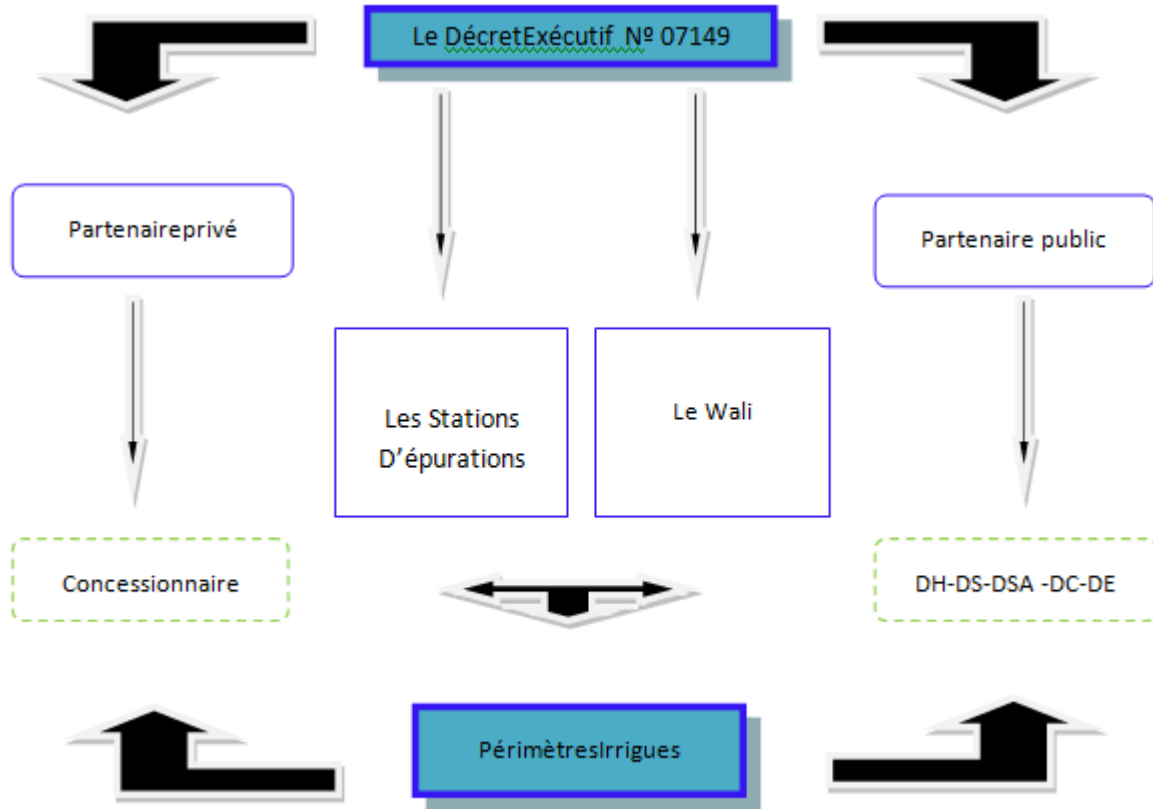 Le DécretExécutif Nº 07149
Partenaireprivé
Partenaire public
Les Stations
D’épurations
Le Wali
Concessionnaire
DH-DS-DSA -DC-DE
PérimètresIrrigues